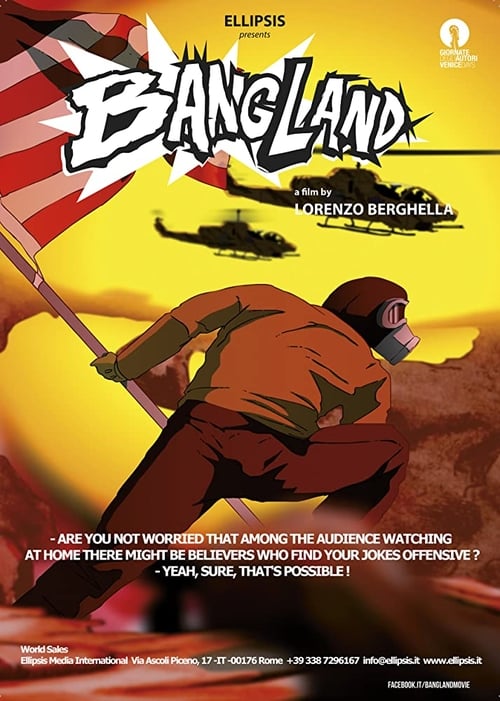 ELLIPSIS
presents
GIORNATE
DEGLI AUTORI
VENICE DAYS
BANGLAND
a film by
LORENZO BERGHELLA
- ARE YOU NOT WORRIED THAT AMONG THE AUDIENCE WATCHING
AT HOME THERE MIGHT BE BELIEVERS WHO FIND YOUR JOKES OFFENSIVE ?
- YEAH, SURE, THAT'S POSSIBLE !
World Sales
Ellipsis Media International Via Ascoli Piceno, 17 -IT -00176 Rome +39 338 7296167 info@ellipsis.it www.ellipsis.it
FACEBOOK.IT/BANGLANDMOVIE